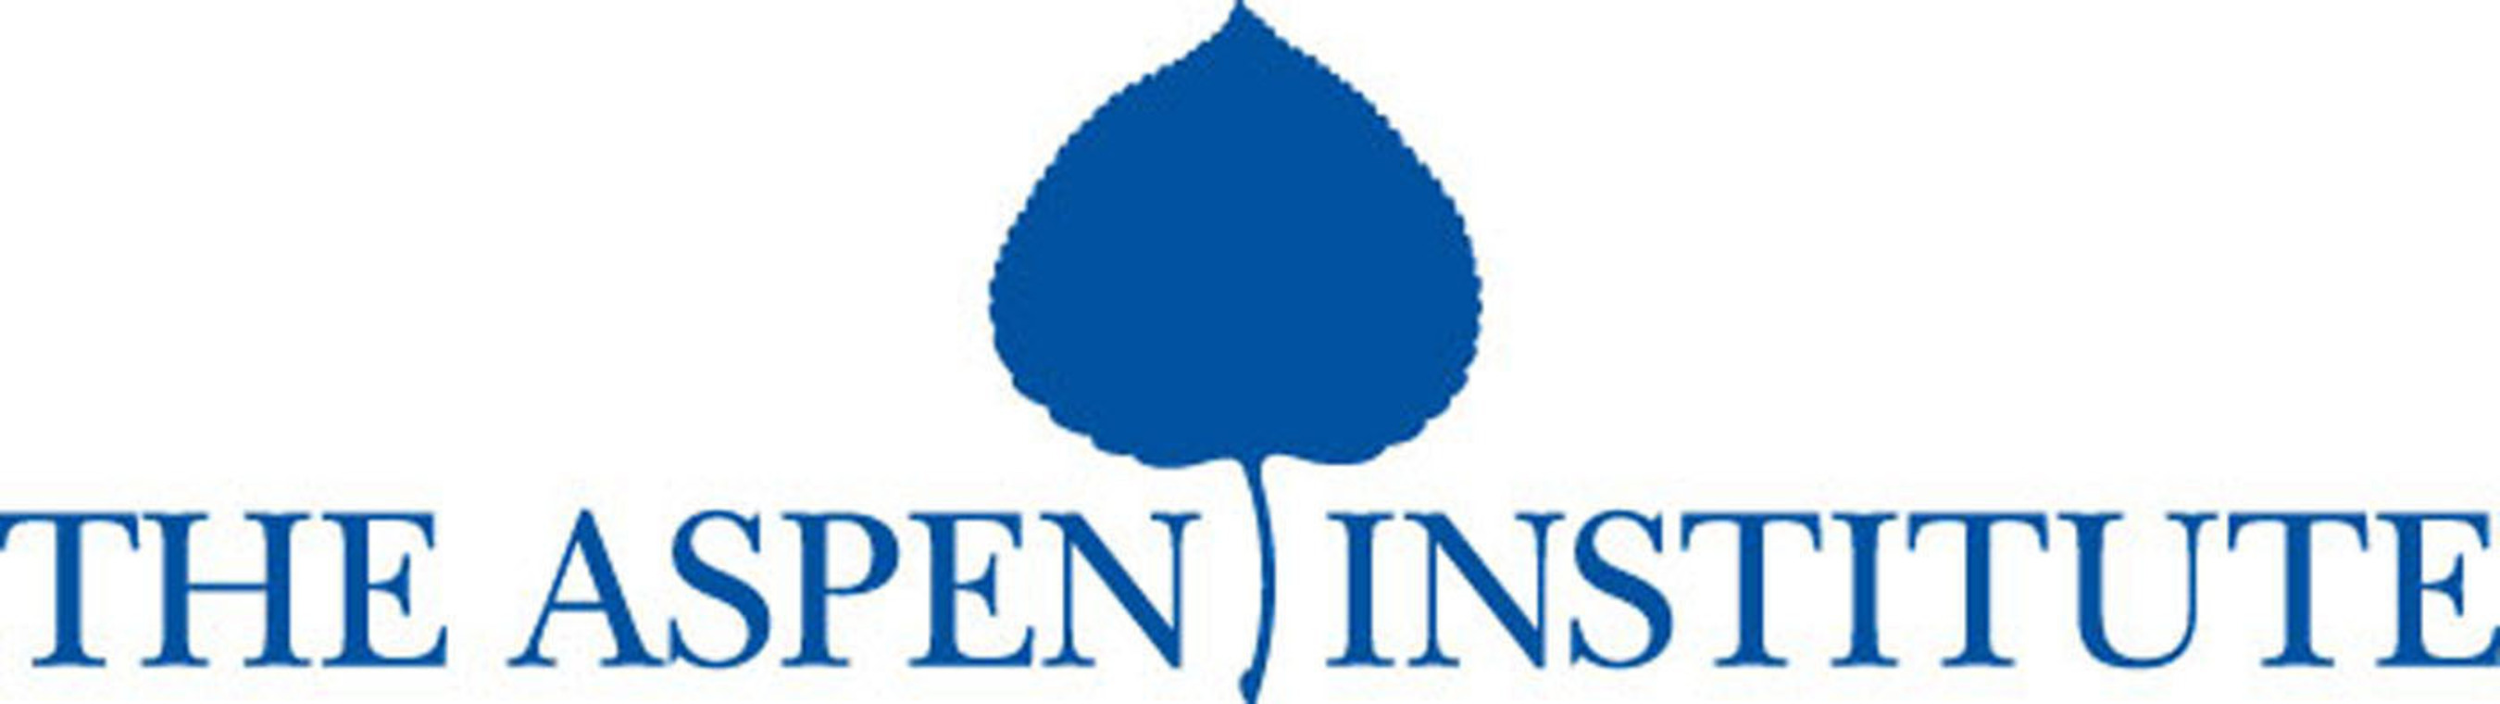 THE ASPEN INSTITUTE